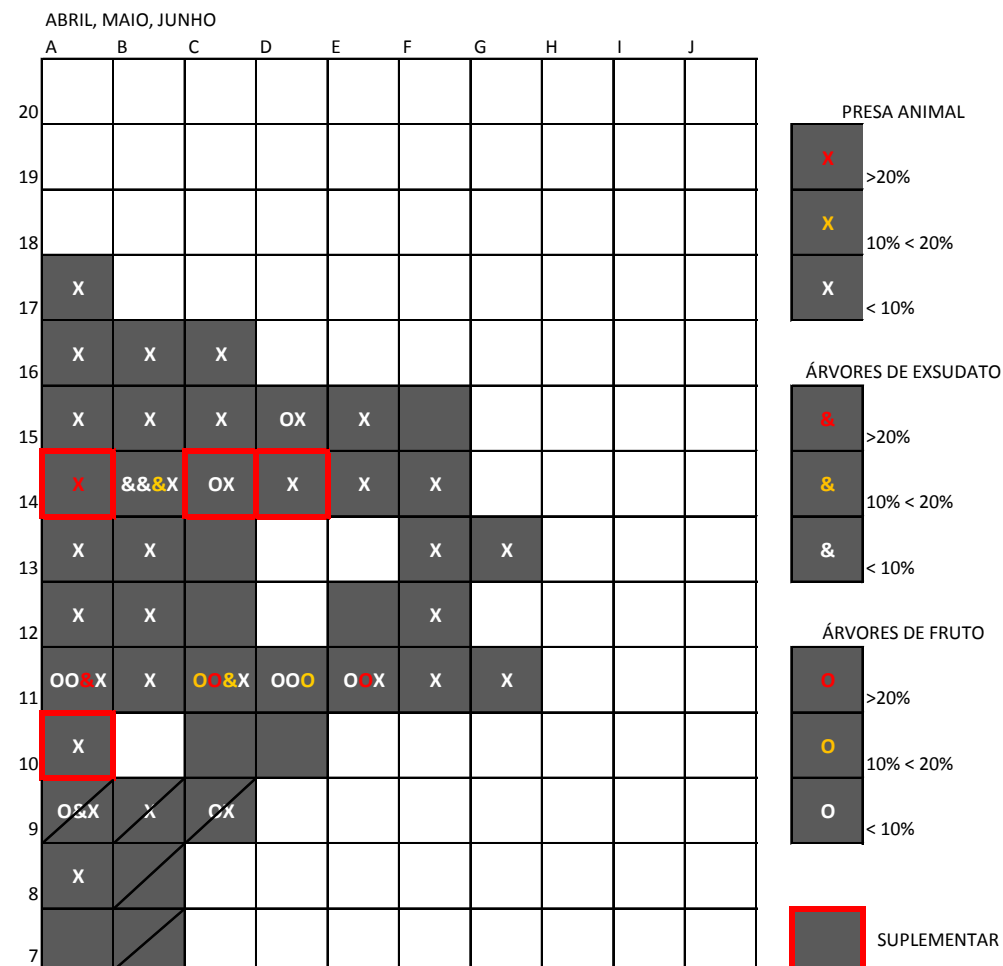 ABRIL, MAIO, JUNHO
A B C D E F G H I J
20
PRESA ANIMAL
X
19 >20%
X
18 10% < 20%
X X
17 < 10%
X X X
16 ÁRVORES DE EXSUDATO
X X X OX X &
15 >20%
X &&&X OX X X X &
14 10% < 20%
X X X X &
13 < 10%
X X X
12 ÁRVORES DE FRUTO
OO&X X OO&X OOO OOX X X O
11 >20%
X O
10 10% < 20%
O&X X OX O
9 < 10%
X
8
SUPLEMENTAR
7